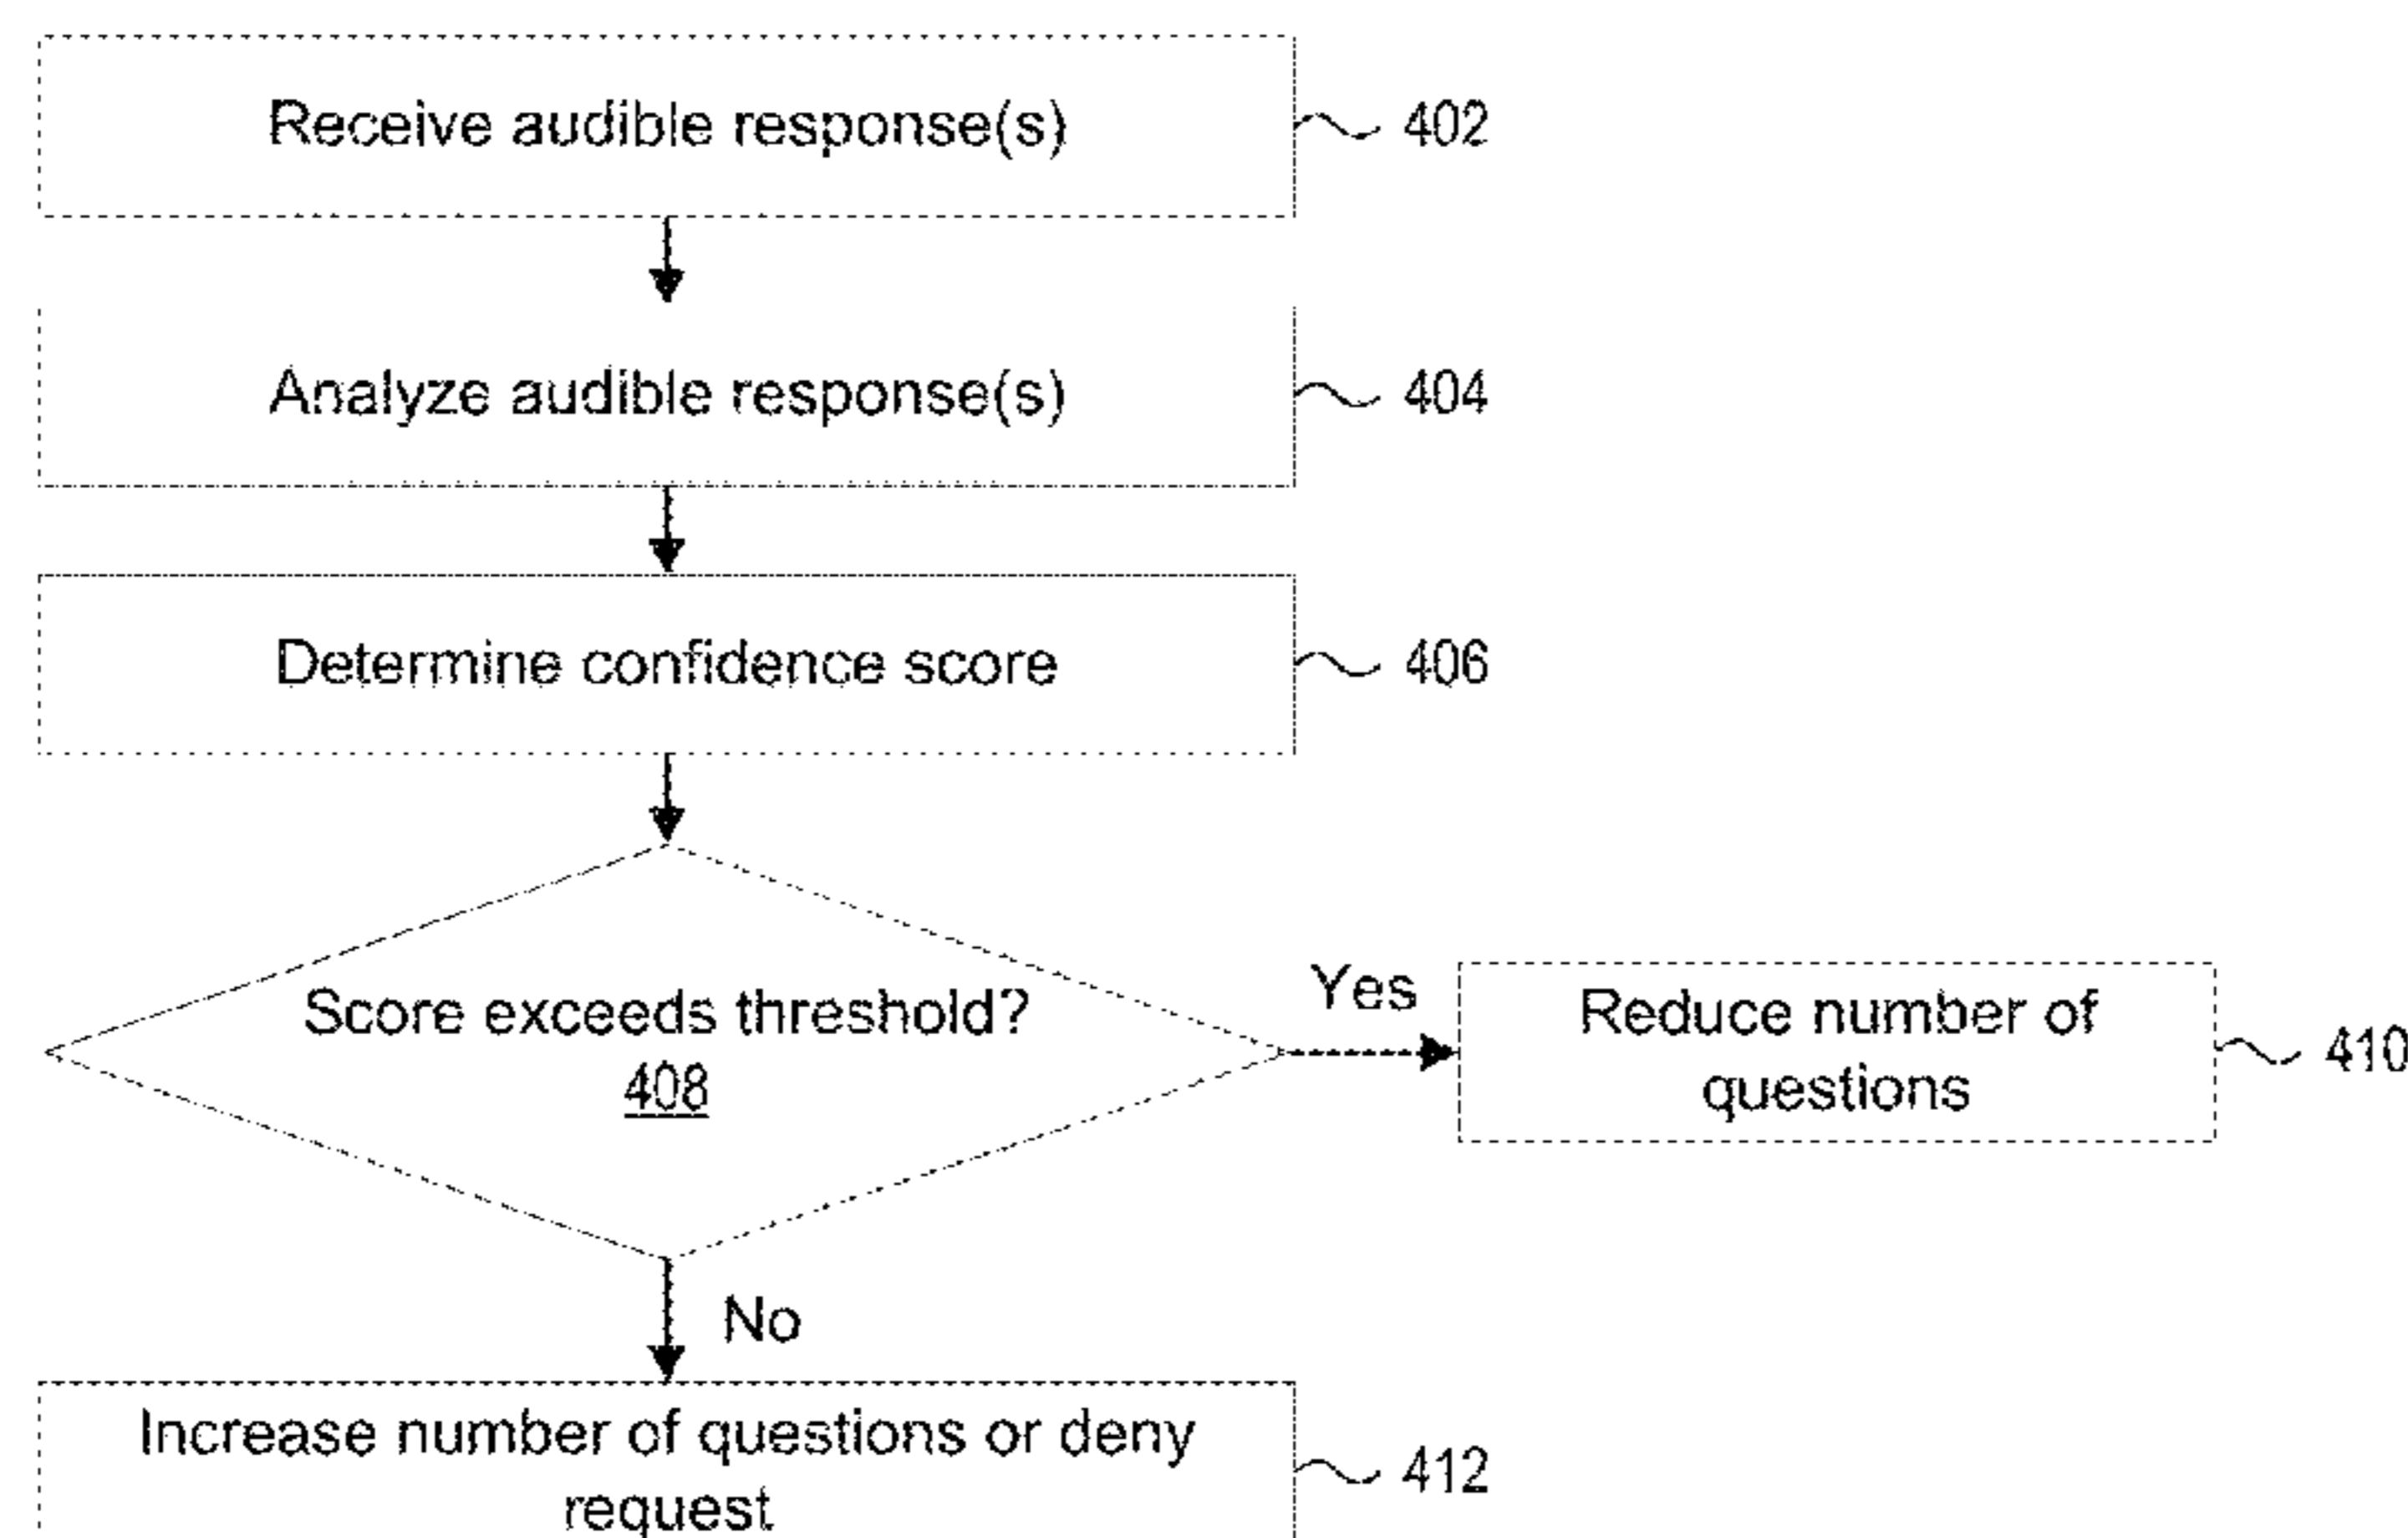 Receive audible response(s)
402
Analyze audible response(s)
404
Determine confidence score
406
Score exceeds threshold?
408
Yes
Reduce number of
questions
410
No
Increase number of questions or deny
request
412